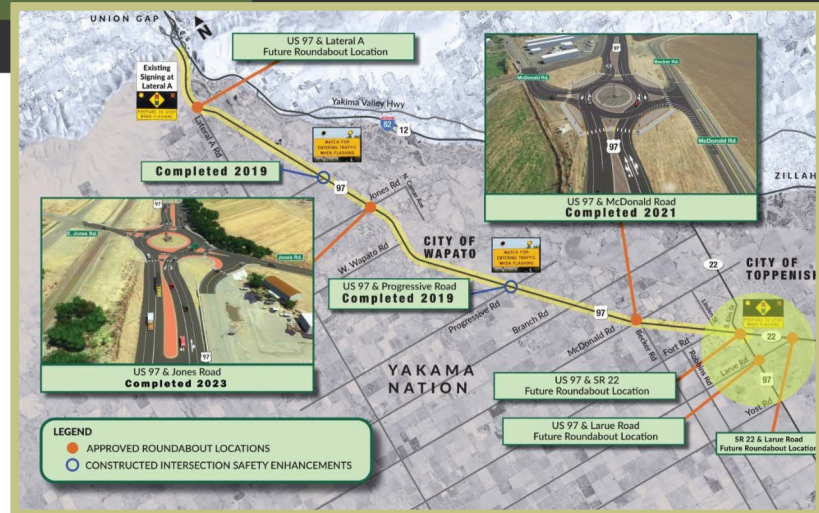 UNION GAP
N
US 97 & Lateral A
Future Roundabout Location
Existing
Signing at
Lateral A
PREPARE TO STOP
WHEN FLASHING
Lateral A Rd
Yakima Valley Hwy
82
12
WATCH FOR
ENTERING TRAFFIC
WHEN FLASHING
Completed 2019
97
Jones Rd
97
McDonald Rd.
Becker Rd.
McDonald Rd.
97
US 97 & McDonald Road
Completed 2021
ZILLAH
97
Jones Rd.
Jones Rd.
97
US 97 & Jones Road
Completed 2023
W. Wapato Rd
CITY OF
WAPATO
WATCH FOR
ENTERING TRAFFIC
WHEN FLASHING
US 97 & Progressive Road
Completed 2019
Progressive Rd
Branch Rd
97
McDonald Rd
Becker Rd
Fort Rd
Robbins Rd
22
CITY OF
TOPPENISH
PREPARE TO STOP
WHEN FLASHING
22
Larue Rd
97
Yost Rd
YAKAMA
NATION
US 97 & SR 22
Future Roundabout Location
US 97 & Larue Road
Future Roundabout Location
SR 22 & Larue Road
Future Roundabout Location
LEGEND
APPROVED ROUNDABOUT LOCATIONS
CONSTRUCTED INTERSECTION SAFETY ENHANCEMENTS